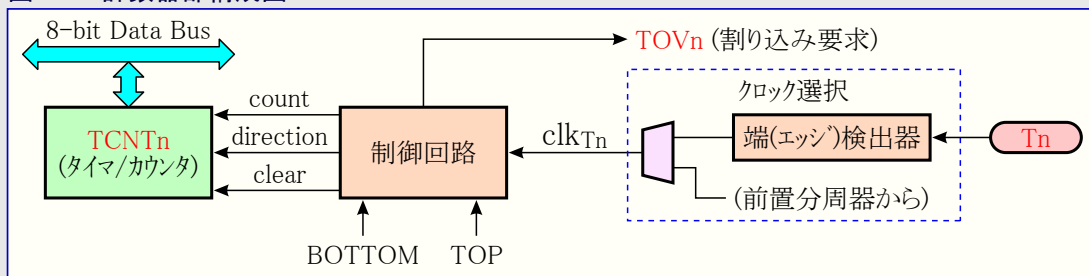 8-bit Data Bus
TCNTn
(タイマ/カウンタ)
count
direction
clear
制御回路
BOTTOM
TOP
TOVn (割り込み要求)
clkTn
クロック選択
端(エッジ)検出器
(前置分周器から)
Tn